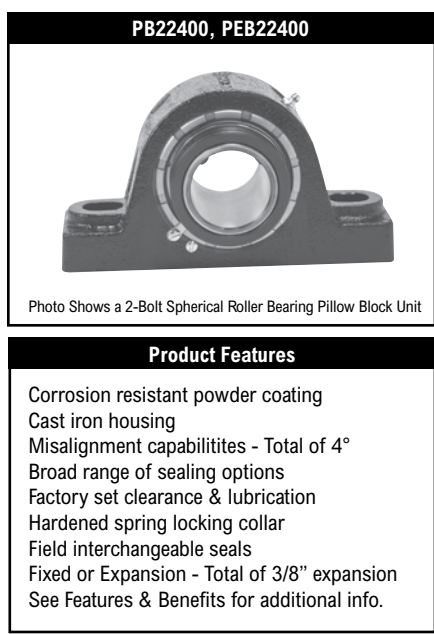 PB22400, PEB22400
Photo Shows a 2-Bolt Spherical Roller Bearing Pillow Block Unit
Product Features
Corrosion resistant powder coating
Cast iron housing
Misalignment capabilitites - Total of 4°
Broad range of sealing options
Factory set clearance & lubrication
Hardened spring locking collar
Field interchangeable seals
Fixed or Expansion - Total of 3/8” expansion
See Features & Benefits for additional info.